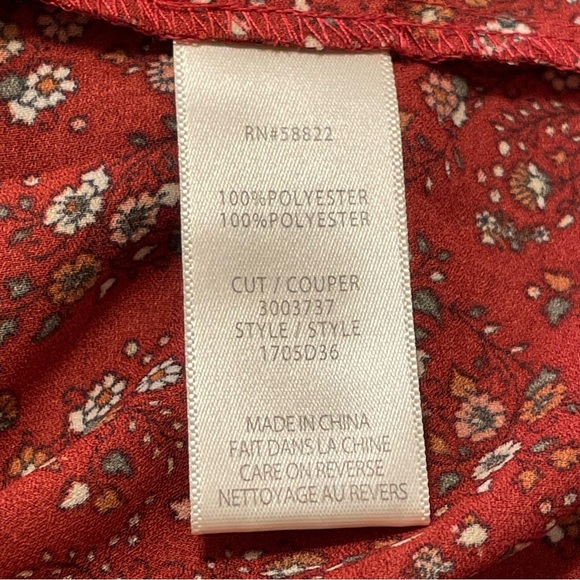 RN#58822
100%POLYESTER
100%POLYESTER
CUT / COUPER
3003737
STYLE / STYLE
1705D36
MADE IN CHINA
FAIT DANS LA CHINE
CARE ON REVERSE
NETTOYAGE AU REVERS